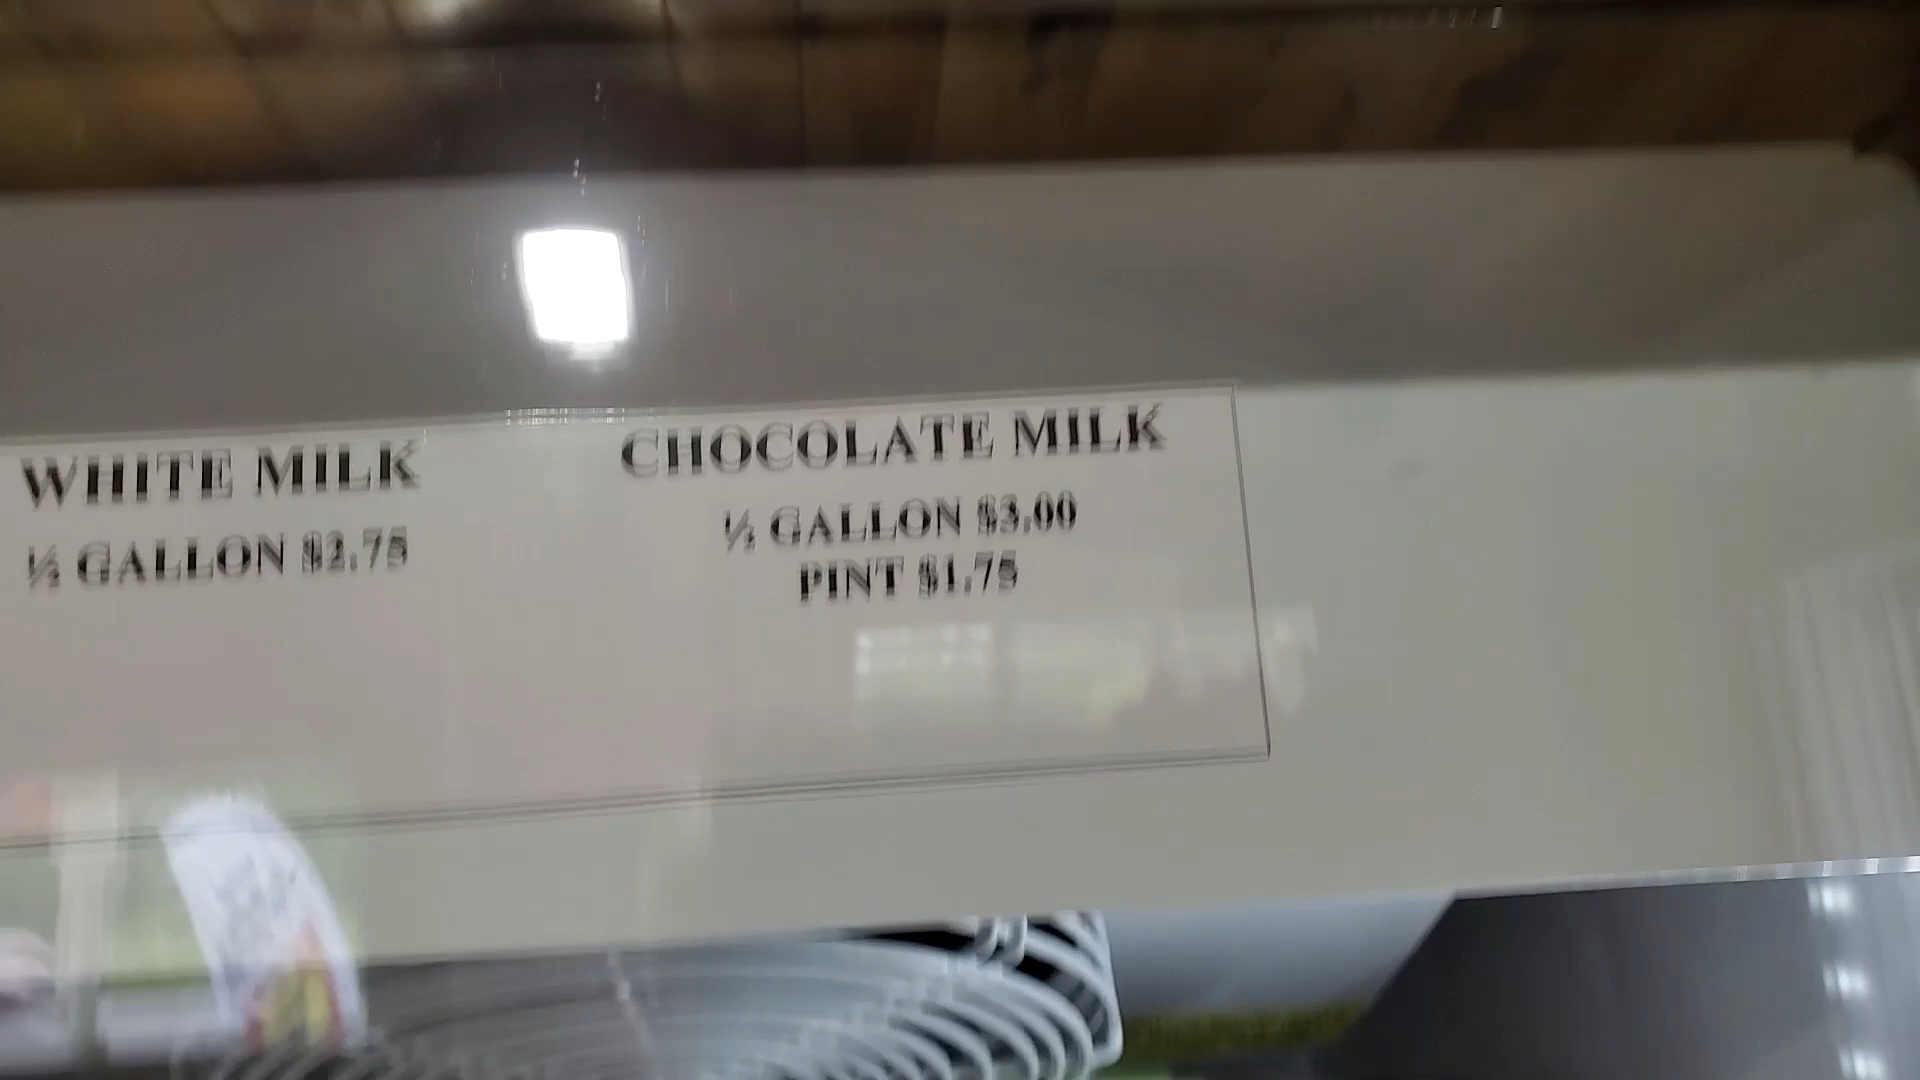 WHITE MILK
½ GALLON $2.75
CHOCOLATE MILK
½ GALLON $3.00
PINT $1.75